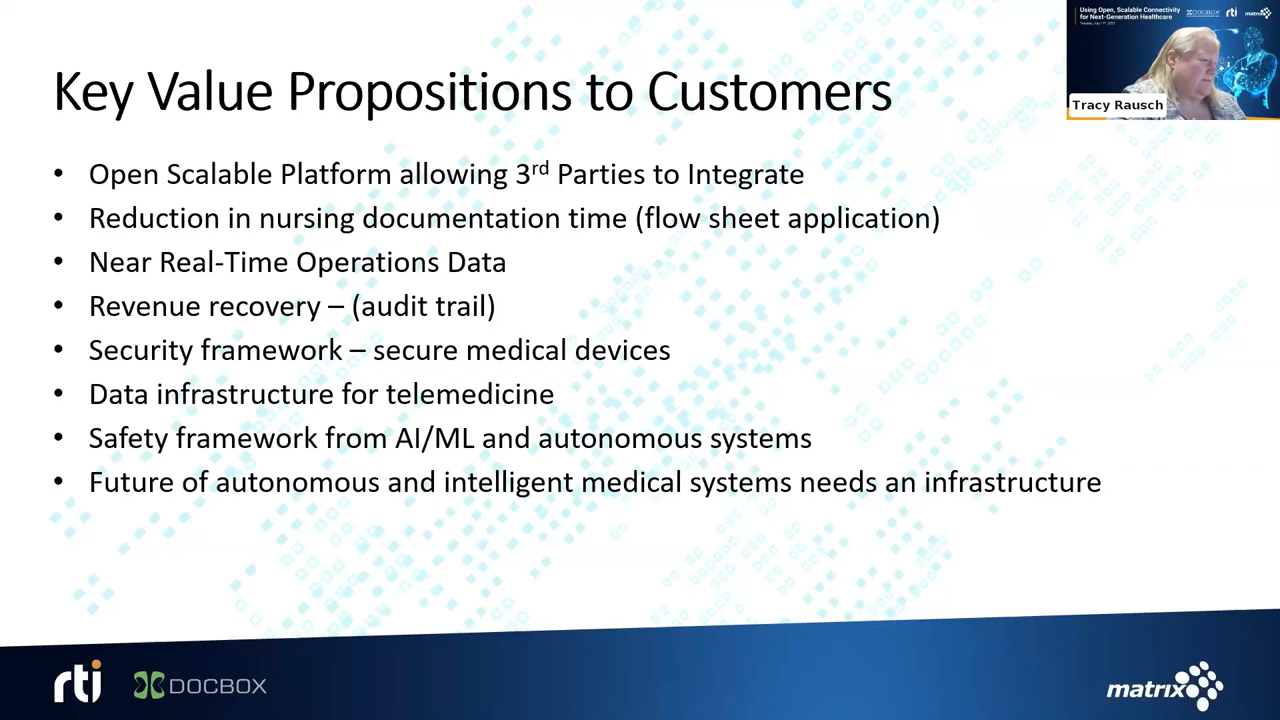 Key Value Propositions to Customers
• Open Scalable Platform allowing 3rd Parties to Integrate
• Reduction in nursing documentation time (flow sheet application)
• Near Real-Time Operations Data
• Revenue recovery – (audit trail)
• Security framework – secure medical devices
• Data infrastructure for telemedicine
• Safety framework from AI/ML and autonomous systems
• Future of autonomous and intelligent medical systems needs an infrastructure
Using Open, Scalable Connectivity
for Next-Generation Healthcare
DOCBOX rti matrix
Tracy Rausch
rti DOCBOX
matrix